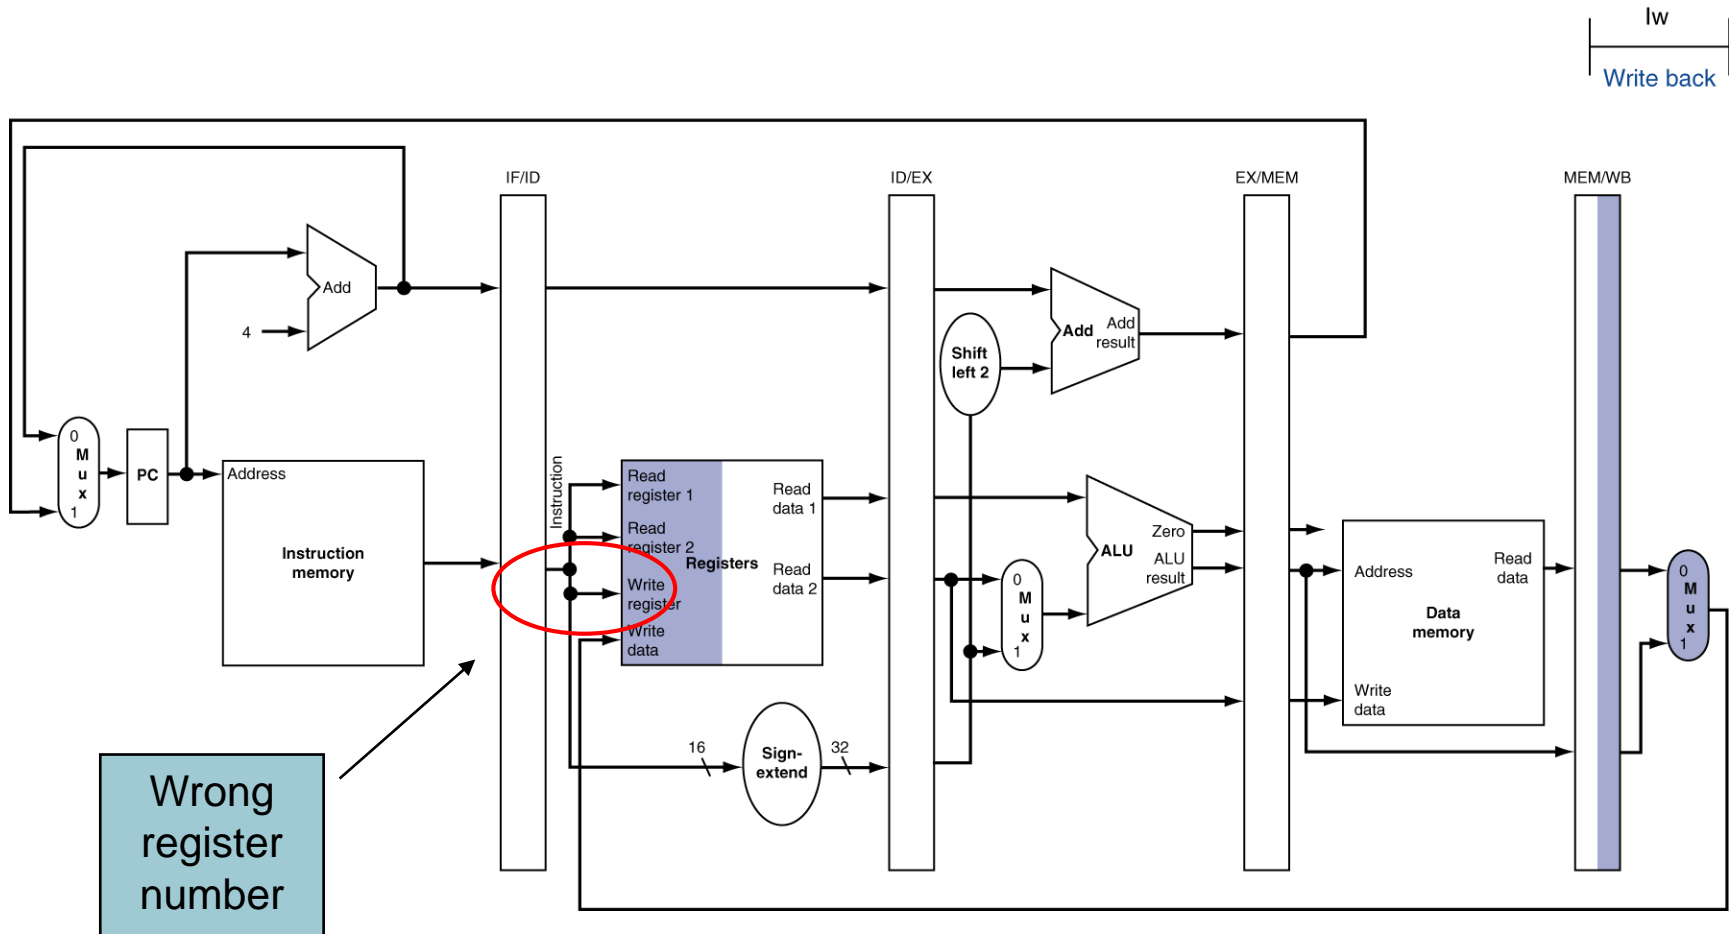 lw
Write back
IF/ID
ID/EX
EX/MEM
MEM/WB
Add
4
Shift
left 2
Add
Add
result
0
M
u
x
1
PC
Address
Instruction
memory
Instruction
Read
register 1
Read
register 2
Write
register
Write
data
Registers
Read
data 1
Read
data 2
0
M
u
x
1
ALU
Zero
ALU
result
Address
Write
data
Data
memory
Read
data
0
M
u
x
1
16
Sign-
extend
32
Wrong
register
number